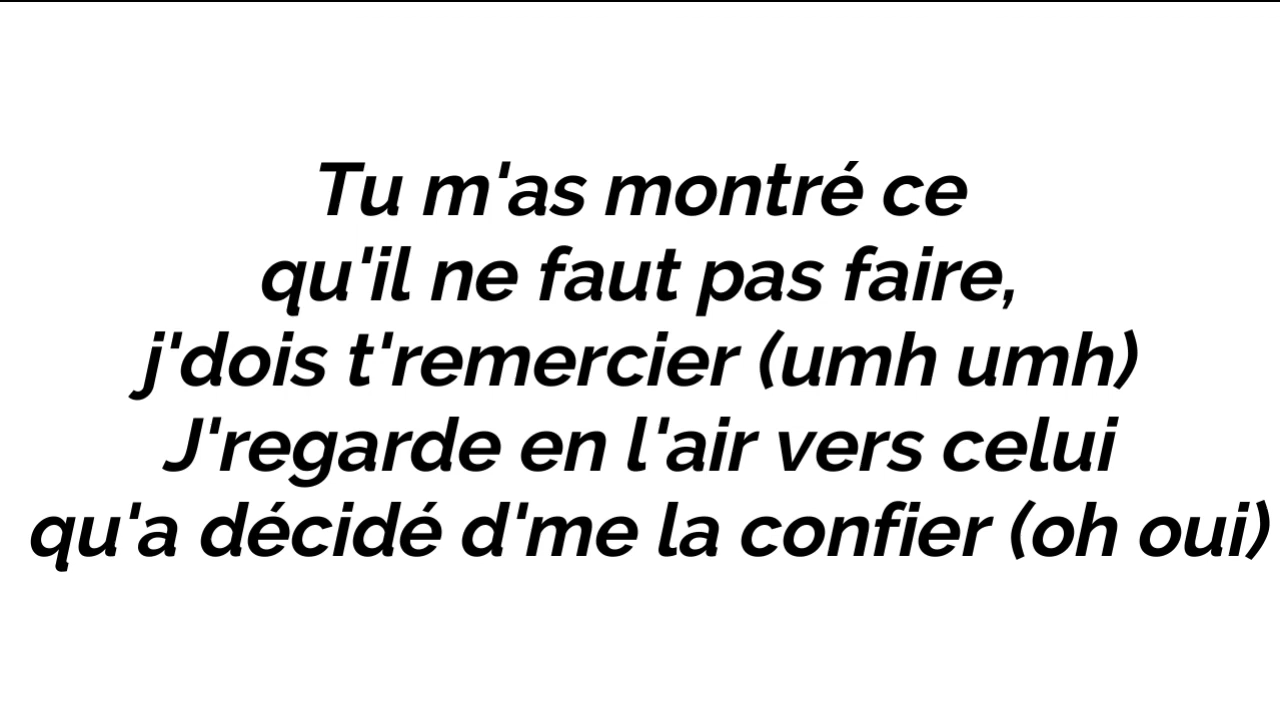 Tu m'as montré ce
qu'il ne faut pas faire,
j'dois t'remercier (umh umh)
J'regarde en l'air vers celui
qu'a décidé d'me la confier (oh oui)